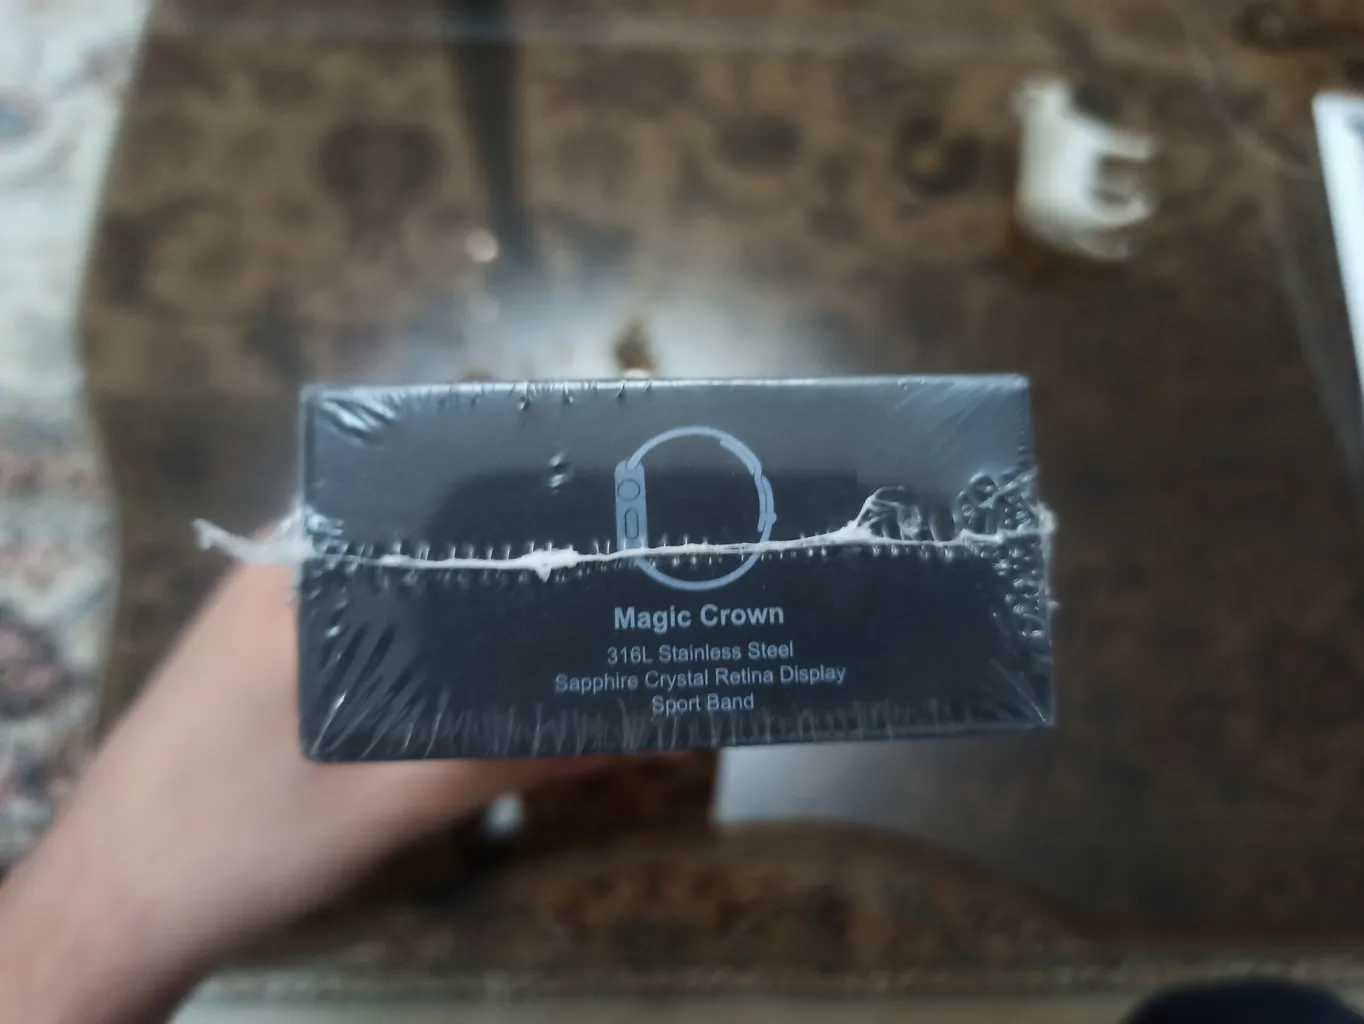 Magic Crown
316L Stainless Steel
Sapphire Crystal Retina Display
Sport Band